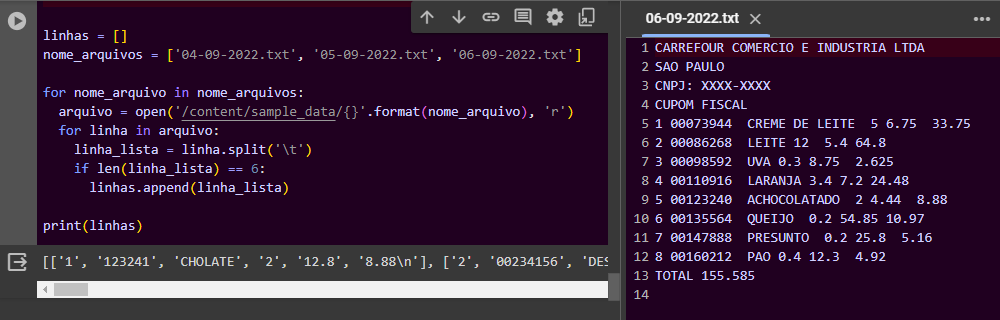 linhas = []
nome_arquivos = ['04-09-2022.txt', '05-09-2022.txt', '06-09-2022.txt']
for nome_arquivo in nome_arquivos:
arquivo = open('/content/sample_data/{}'.format(nome_arquivo), 'r')
for linha in arquivo:
linha_lista = linha.split('\t')
if len(linha_lista) == 6:
linhas.append(linha_lista)
print(linhas)
[['1', '123241', 'CHOLATE', '2', '12.8', '8.88\n'], ['2', '00234156', 'DES
06-09-2022.txt
1 CARREFOUR COMERCIO E INDUSTRIA LTDA
2 SAO PAULO
3 CNPJ: XXXX-XXXX
4 CUPOM FISCAL
5 1 00073944 CREME DE LEITE 5 6.75 33.75
6 2 00086268 LEITE 12 5.4 64.8
7 3 00098592 UVA 0.3 8.75 2.625
8 4 00110916 LARANJA 3.4 7.2 24.48
9 5 00123240 ACHOCOLATADO 2 4.44 8.88
10 6 00135564 QUEIJO 0.2 54.85 10.97
11 7 00147888 PRESUNTO 0.2 25.8 5.16
12 8 00160212 PAO 0.4 12.3 4.92
13 TOTAL 155.585
14